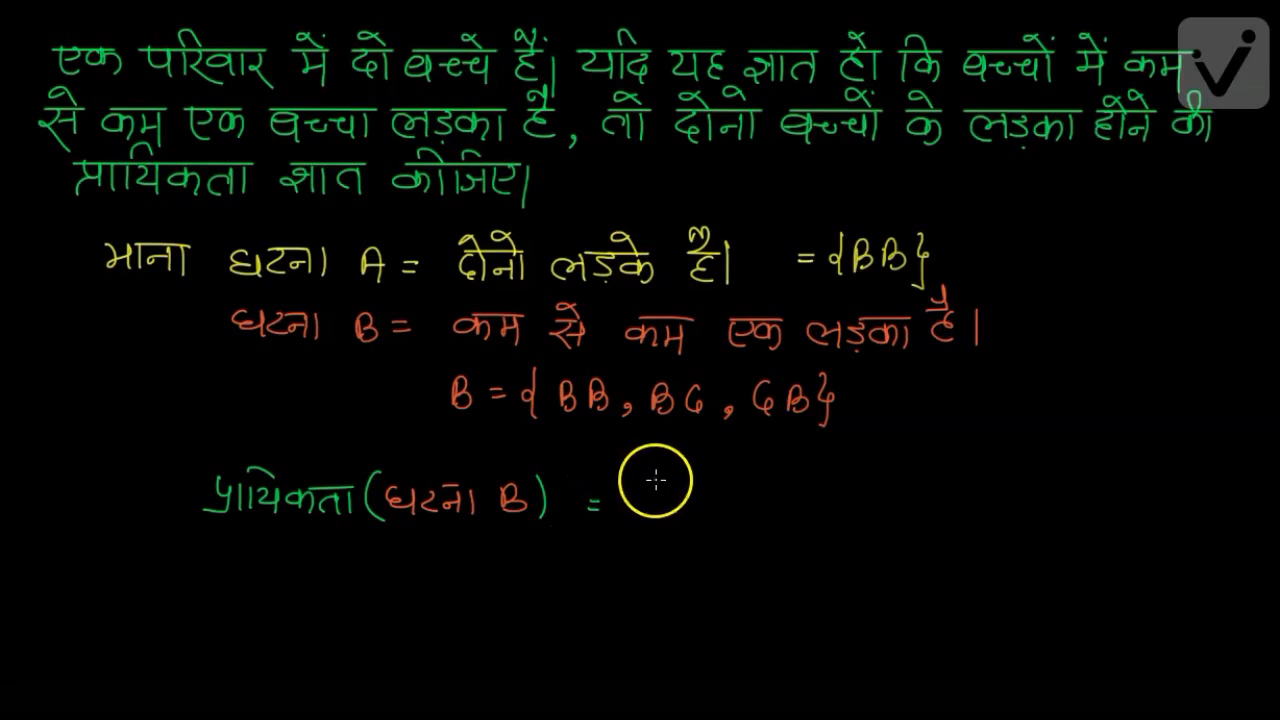 एक परिवार में दो बच्चे हैं। यदि यह ज्ञात हो कि बच्चों में कम
से कम एक बच्चा लड़का है, तो दोनो बच्चों के लड़का होने की
प्रायिकता ज्ञात कीजिए।
माना घटना A = दोनो लड़के है। = {BB}
घटना B = कम से कम एक लड़का है।
B = { BB, BG, GB}
प्रायिकता (घटना B) =